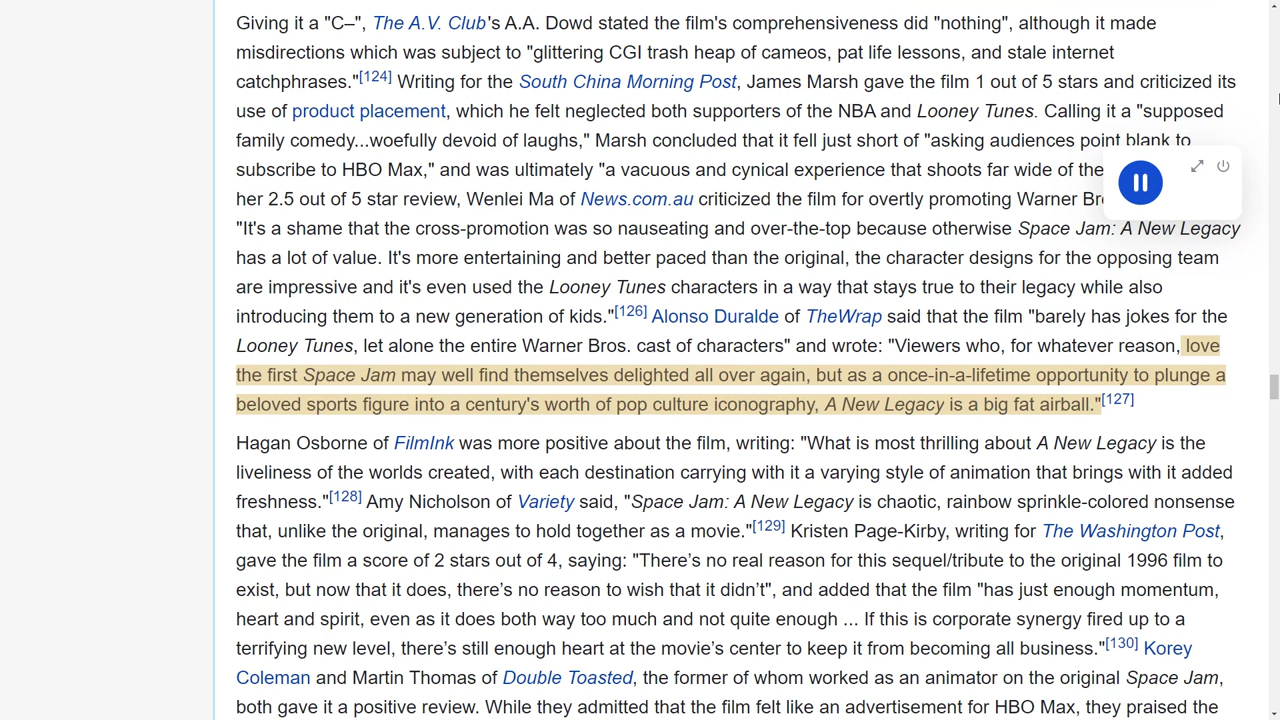 Giving it a "C–", The A.V. Club's A.A. Dowd stated the film's comprehensiveness did "nothing", although it made
misdirections which was subject to "glittering CGI trash heap of cameos, pat life lessons, and stale internet
catchphrases."[124] Writing for the South China Morning Post, James Marsh gave the film 1 out of 5 stars and criticized its
use of product placement, which he felt neglected both supporters of the NBA and Looney Tunes. Calling it a "supposed
family comedy...woefully devoid of laughs," Marsh concluded that it fell just short of "asking audiences point blank to
subscribe to HBO Max," and was ultimately "a vacuous and cynical experience that shoots far wide of the
her 2.5 out of 5 star review, Wenlei Ma of News.com.au criticized the film for overtly promoting Warner
"It's a shame that the cross-promotion was so nauseating and over-the-top because otherwise Space Jam: A New Legacy
has a lot of value. It's more entertaining and better paced than the original, the character designs for the opposing team
are impressive and it's even used the Looney Tunes characters in a way that stays true to their legacy while also
introducing them to a new generation of kids."[126] Alonso Duralde of TheWrap said that the film "barely has jokes for the
Looney Tunes, let alone the entire Warner Bros. cast of characters" and wrote: "Viewers who, for whatever reason, love
the first Space Jam may well find themselves delighted all over again, but as a once-in-a-lifetime opportunity to plunge a
beloved sports figure into a century's worth of pop culture iconography, A New Legacy is a big fat airball."[127]
Hagan Osborne of FilmInk was more positive about the film, writing: "What is most thrilling about A New Legacy is the
liveliness of the worlds created, with each destination carrying with it a varying style of animation that brings with it added
freshness."[128] Amy Nicholson of Variety said, "Space Jam: A New Legacy is chaotic, rainbow sprinkle-colored nonsense
that, unlike the original, manages to hold together as a movie."[129] Kristen Page-Kirby, writing for The Washington Post,
gave the film a score of 2 stars out of 4, saying: "There's no real reason for this sequel/tribute to the original 1996 film to
exist, but now that it does, there's no reason to wish that it didn't", and added that the film "has just enough momentum,
heart and spirit, even as it does both way too much and not quite enough ... If this is corporate synergy fired up to a
terrifying new level, there's still enough heart at the movie's center to keep it from becoming all business."[130] Korey
Coleman and Martin Thomas of Double Toasted, the former of whom worked as an animator on the original Space Jam,
both gave it a positive review. While they admitted that the film felt like an advertisement for HBO Max, they praised the